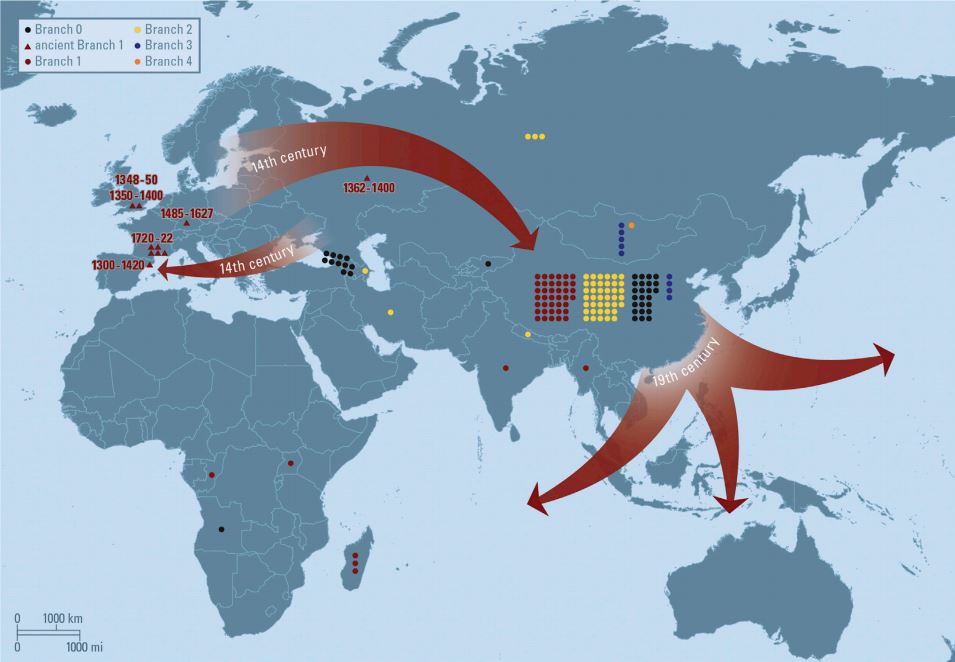 Branch 0
ancient Branch 1
Branch 1
Branch 2
Branch 3
Branch 4
14th century
1348-50
1350-1400
1362-1400
1485-1627
1720-22
1300-1420
14th century
19th century
0 1000 km
0 1000 mi